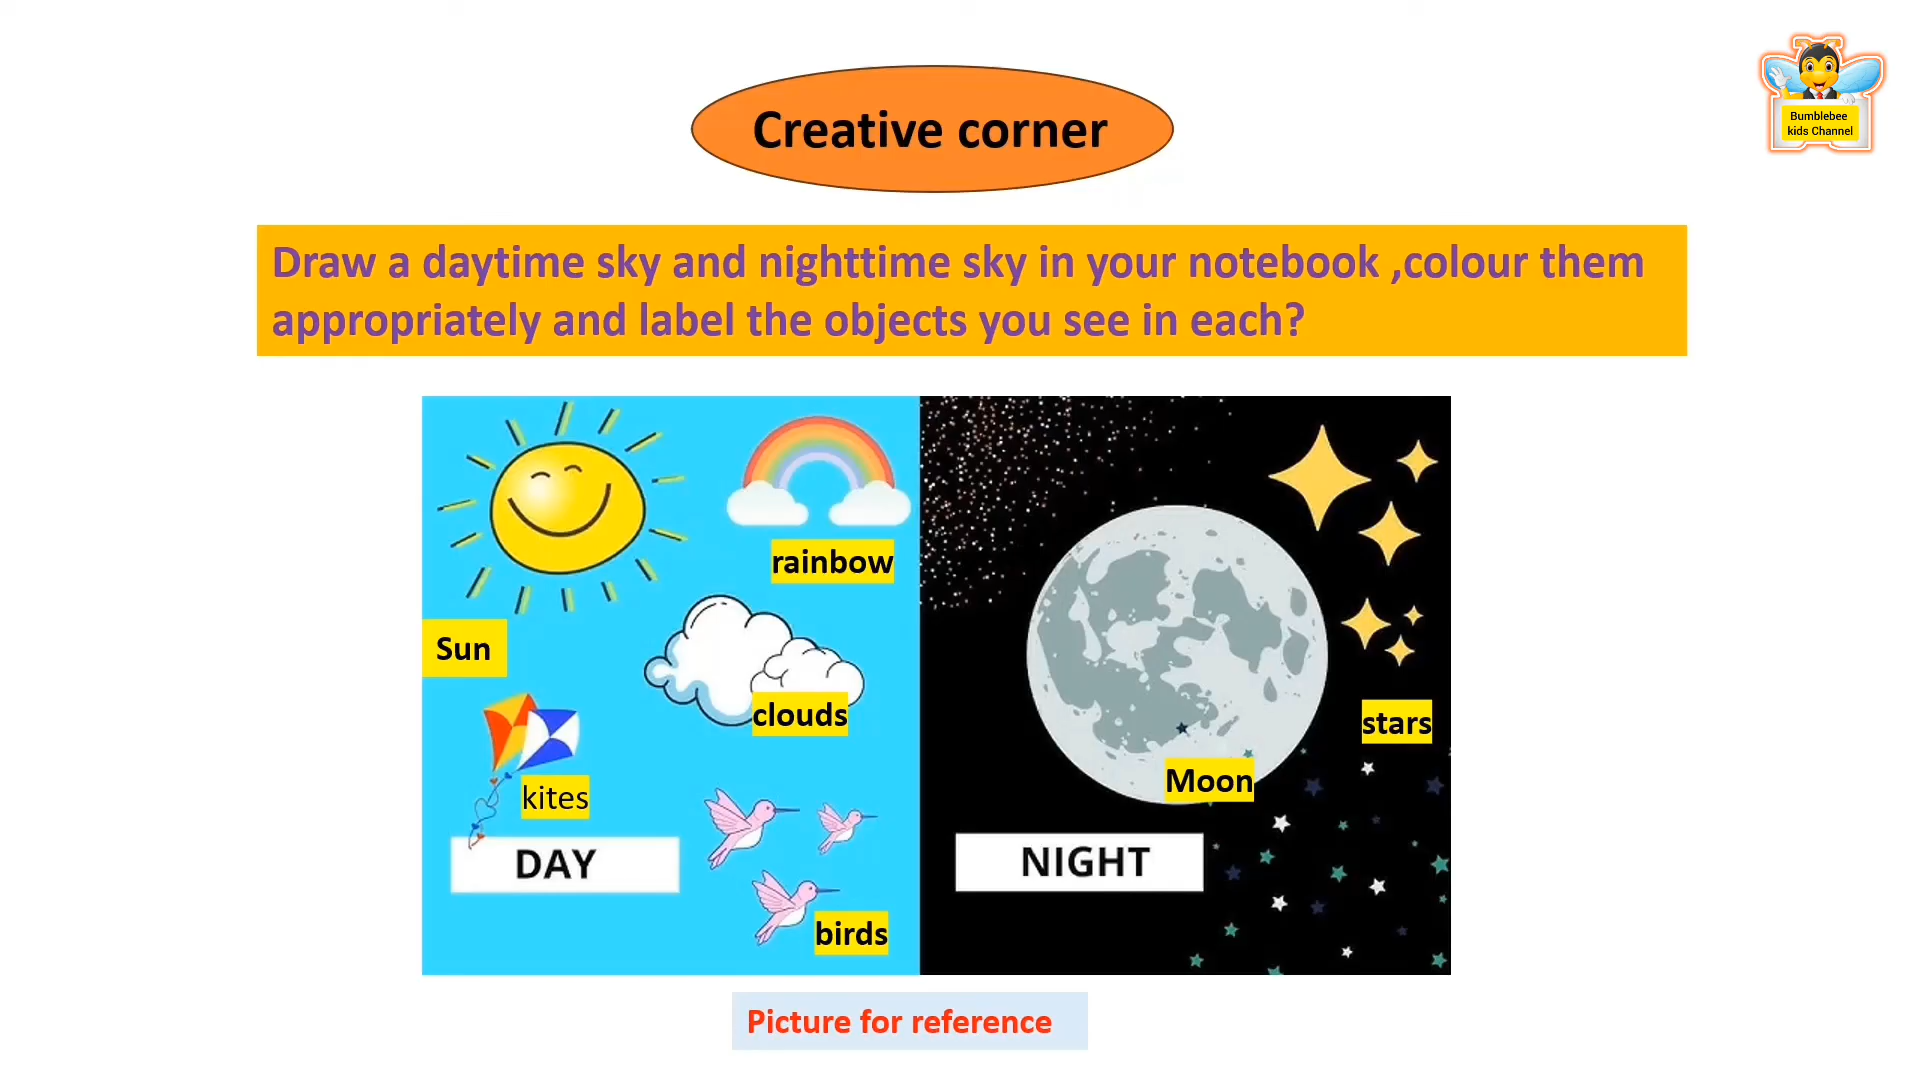 Creative corner
Bumblebee
kids Channel
Draw a daytime sky and nighttime sky in your notebook ,colour them
appropriately and label the objects you see in each?
rainbow
Sun
clouds
kites
DAY
birds
stars
Moon
NIGHT
Picture for reference